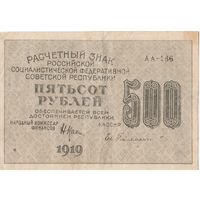 РАСЧЕТНЫЙ ЗНАК
РОССИЙСКОЙ
СОЦИАЛИСТИЧЕСКОЙ ФЕДЕРАТИВНОЙ
СОВЕТСКОЙ РЕСПУБЛИКИ
АА-136
ПЯТЬСОТ
РУБЛЕЙ
500
ОБЕСПЕЧИВАЕТСЯ ВСЕМ
ДОСТОЯНИЕМ РЕСПУБЛИКИ
НАРОДНЫЙ КОМИССАР
ФИНАНСОВ
КАССИР
1919